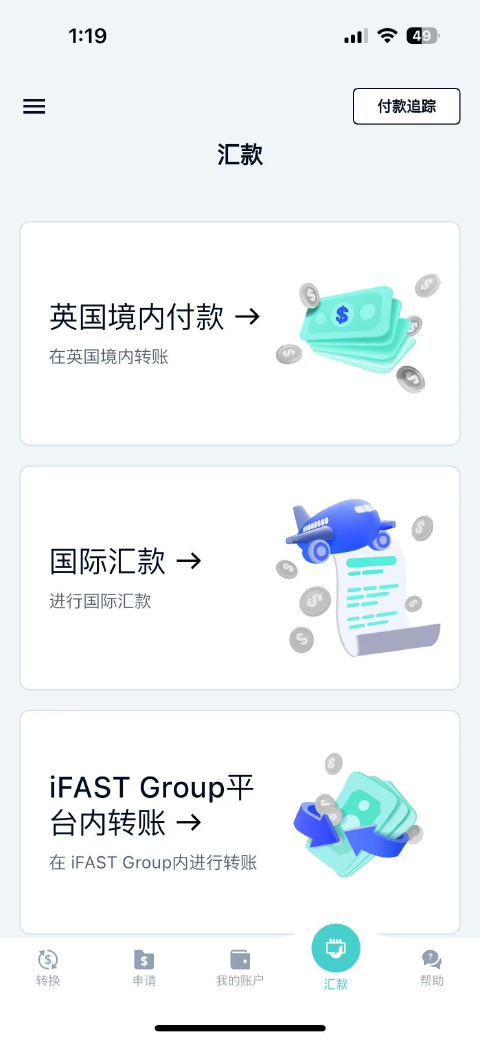 1:19
49
付款追踪
汇款
英国境内付款 →
在英国境内转账
国际汇款 →
进行国际汇款
iFAST Group平
台内转账 →
在 iFAST Group内进行转账
转换
申请
我的账户
汇款
帮助